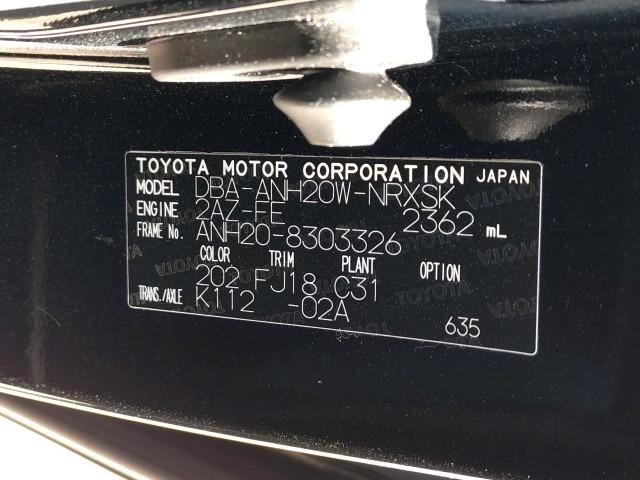 TOYOTA MOTOR CORPORATION JAPAN
MODEL DBA-ANH20W-NRXSK
ENGINE 2AZ-FE 2362 mL
FRAME No. ANH20-8303326
COLOR TRIM PLANT OPTION
202 FJ18 C31
TRANS./AXLE K112 -02A
635